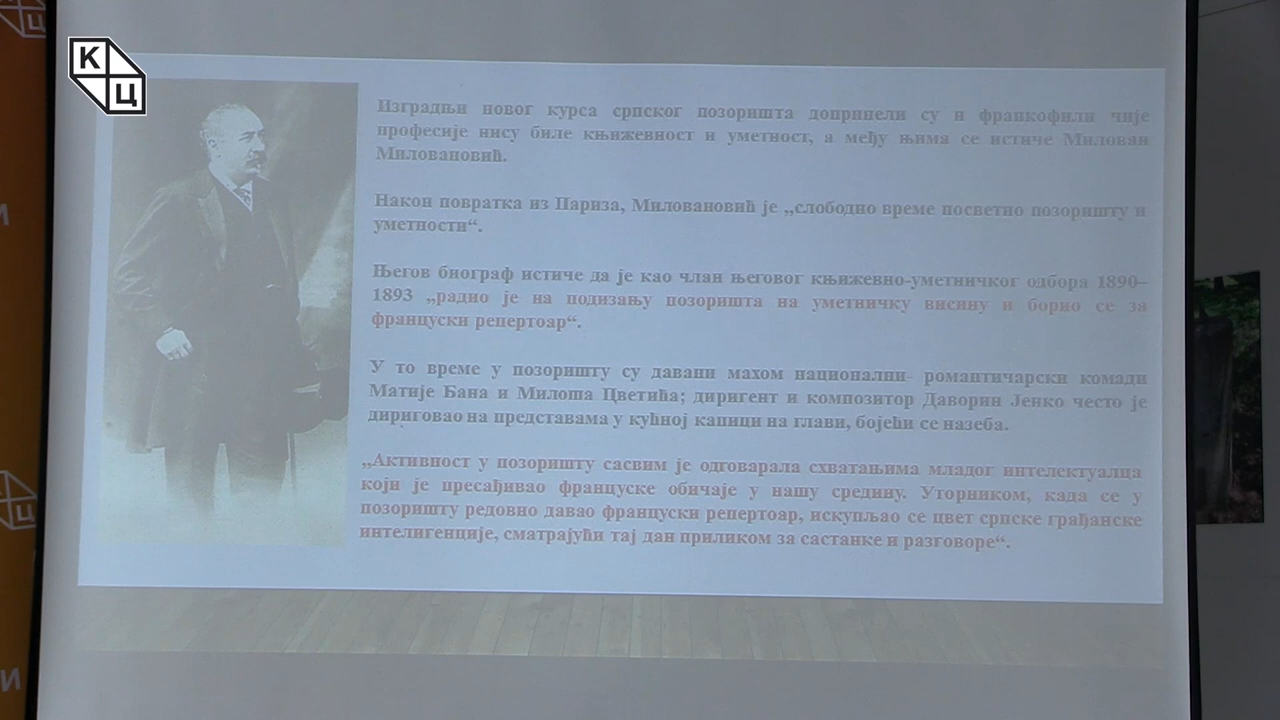 К
Ц
Изградњи новог курса српског позоришта допринели су и франкофили чије
професије нису биле књижевност и уметност, а међу њима се истиче Милован
Миловановић.
Након повратка из Париза, Миловановић је „слободно време посветио позоришту и
уметности“.
Његов биограф истиче да је као члан његовог књижевно-уметничког одбора 1890–
1893 „радио је на подизању позоришта на уметничку висину и борио се за
француски репертоар“.
У то време у позоришту су давани махом национални- романтичарски комади
Матије Бана и Милоша Цветића; диригент и композитор Даворин Јенко често је
дириговао на представама у кућној капици на глави, бојећи се назеба.
„Активност у позоришту сасвим је одговарала схватањима младог интелектуалца
који је пресађивао француске обичаје у нашу средину. Уторником, када се у
позоришту редовно давао француски репертоар, искупљао се цвет српске грађанске
интелигенције, сматрајући тај дан приликом за састанке и разговоре“.